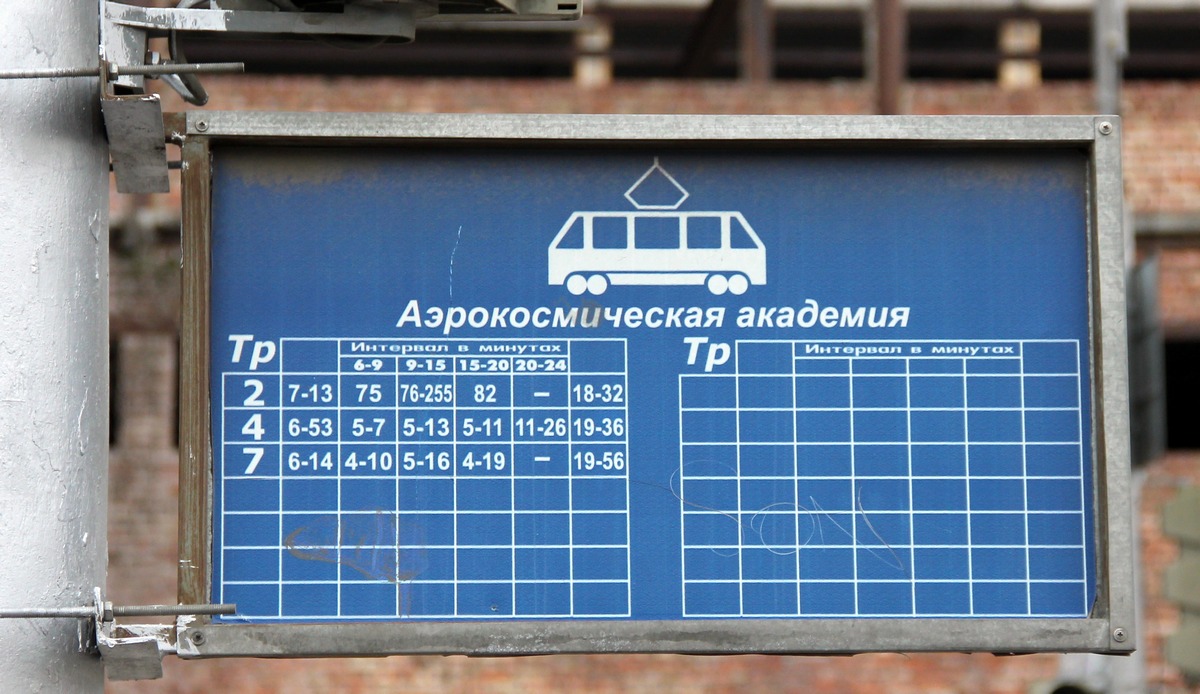 Аэрокосмическая академия
Тр Интервал в минутах
6-9 9-15 15-20 20-24
2 7-13 75 76-255 82 – 18-32
4 6-53 5-7 5-13 5-11 11-26 19-36
7 6-14 4-10 5-16 4-19 – 19-56
Тр Интервал в минутах